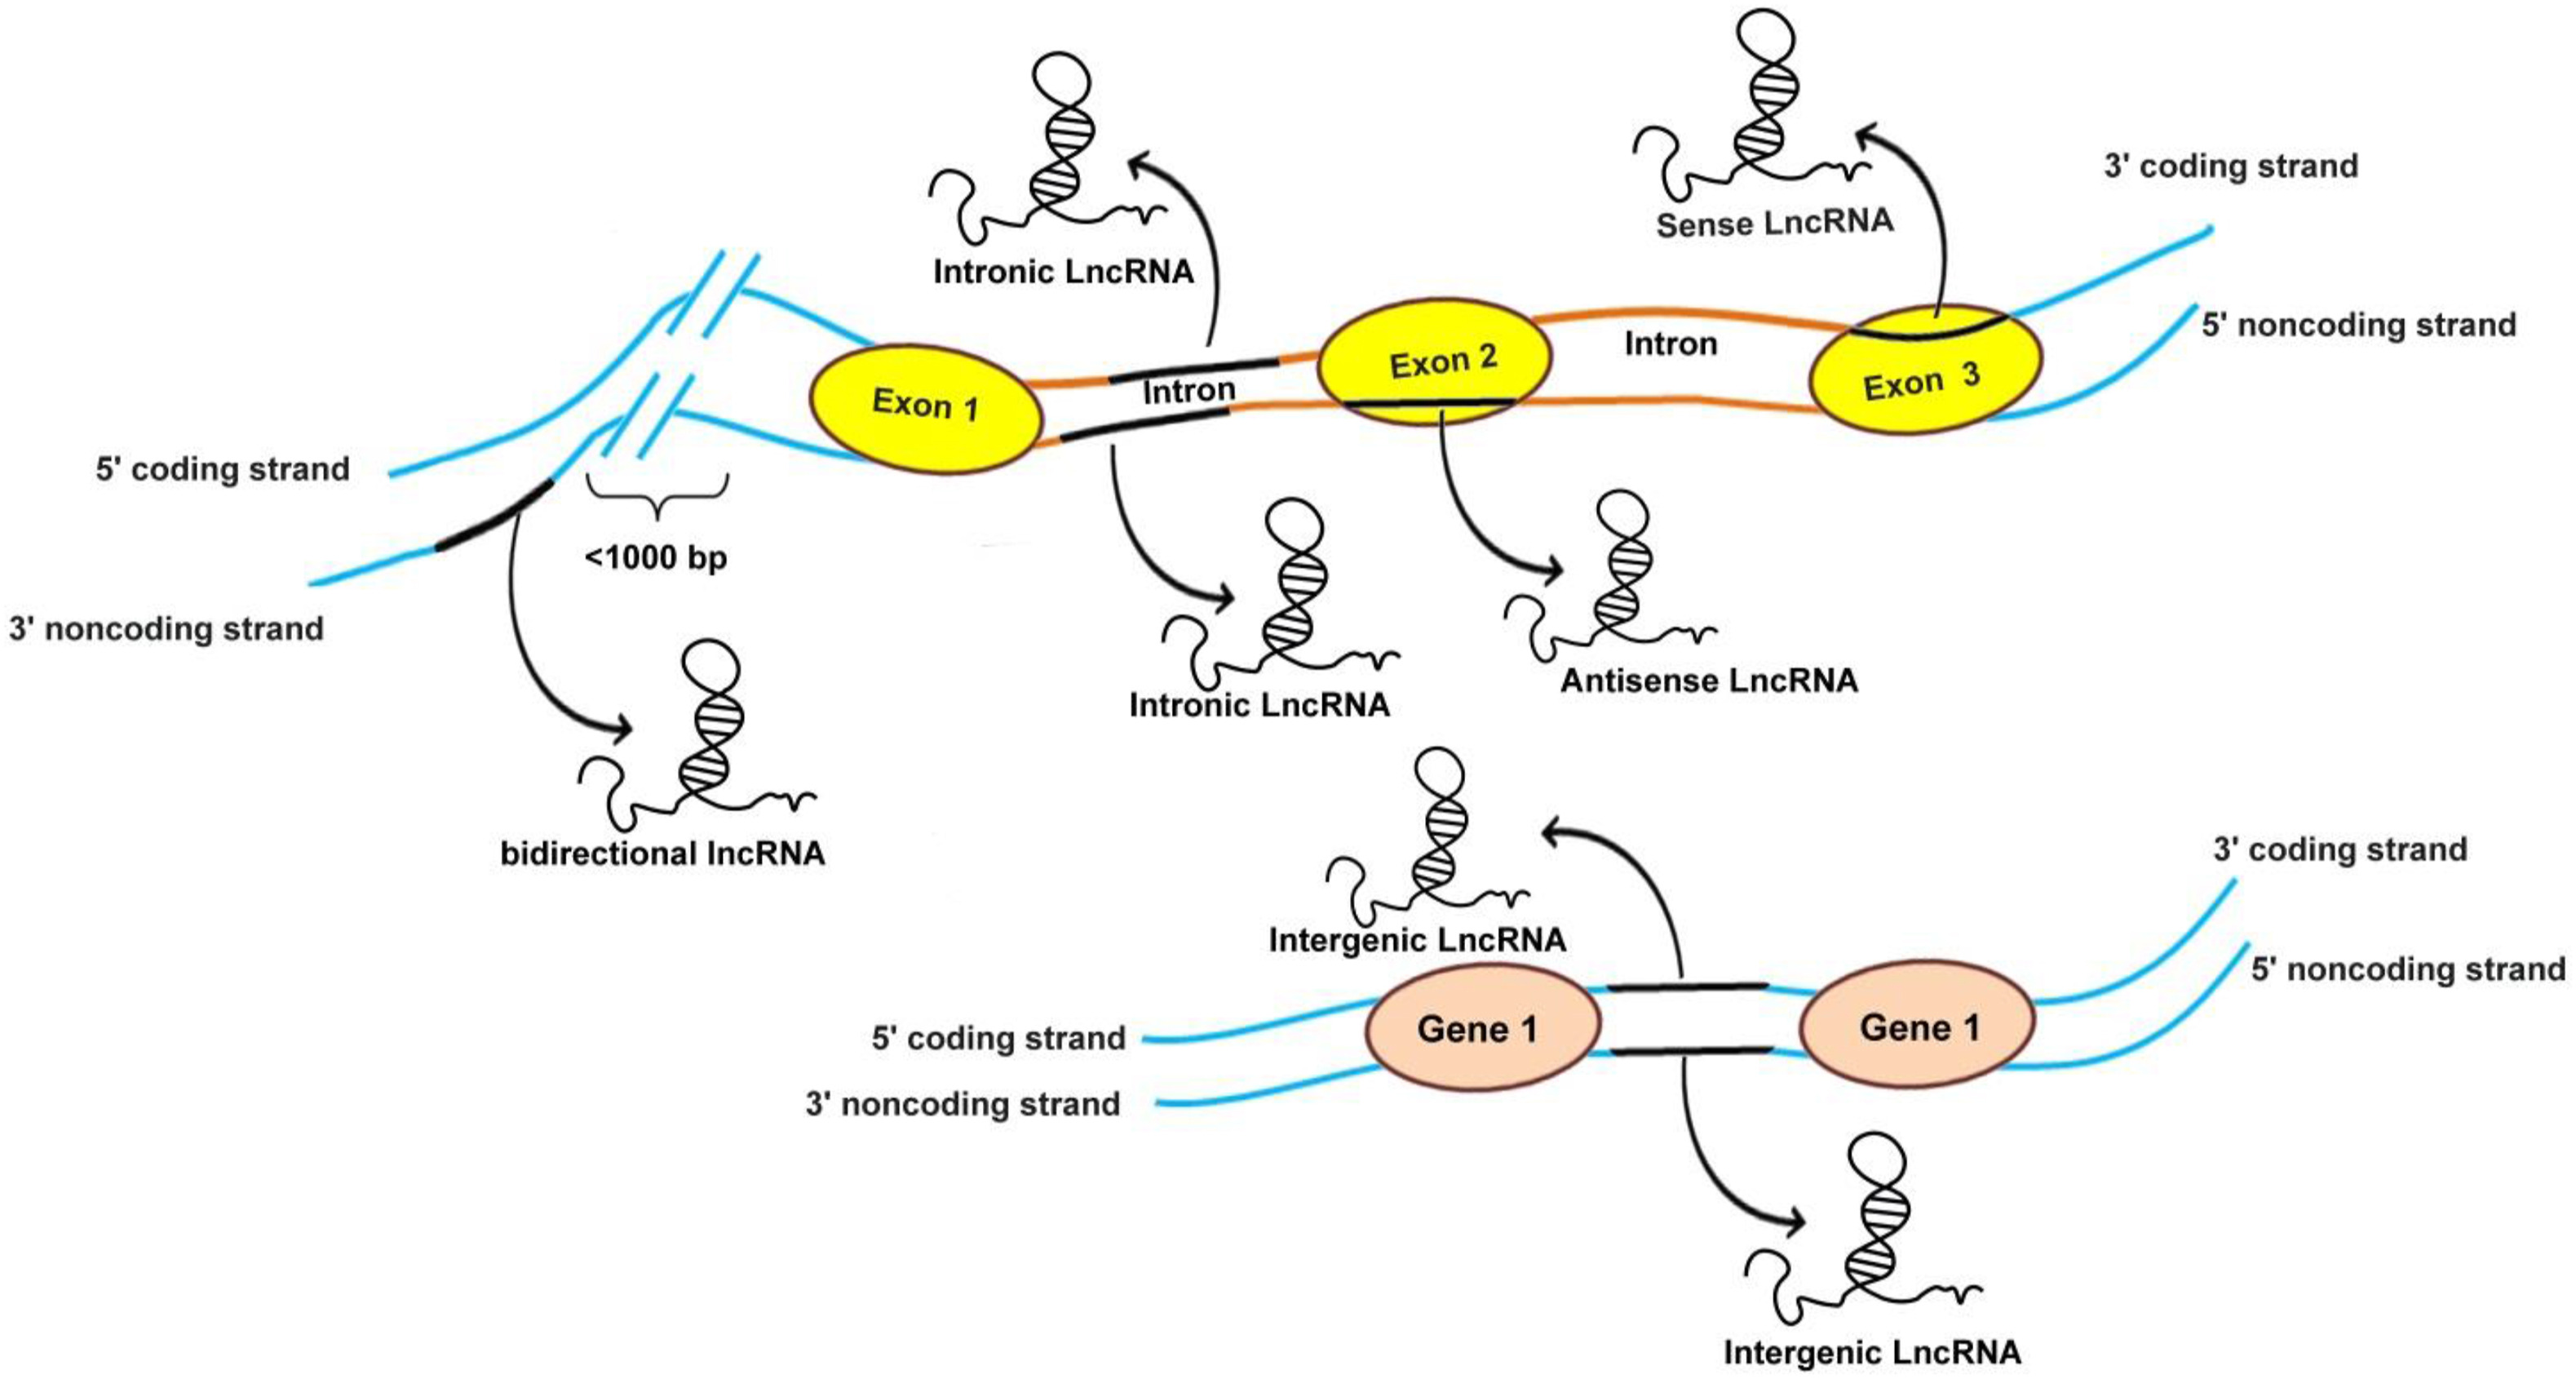 Sense LncRNA
3' coding strand
Intronic LncRNA
5' noncoding strand
Intron
Exon 2
Exon 3
Intron
Exon 1
5' coding strand
<1000 bp
3' noncoding strand
Antisense LncRNA
Intronic LncRNA
bidirectional lncRNA
3' coding strand
Intergenic LncRNA
5' noncoding strand
Gene 1
Gene 1
5' coding strand
3' noncoding strand
Intergenic LncRNA